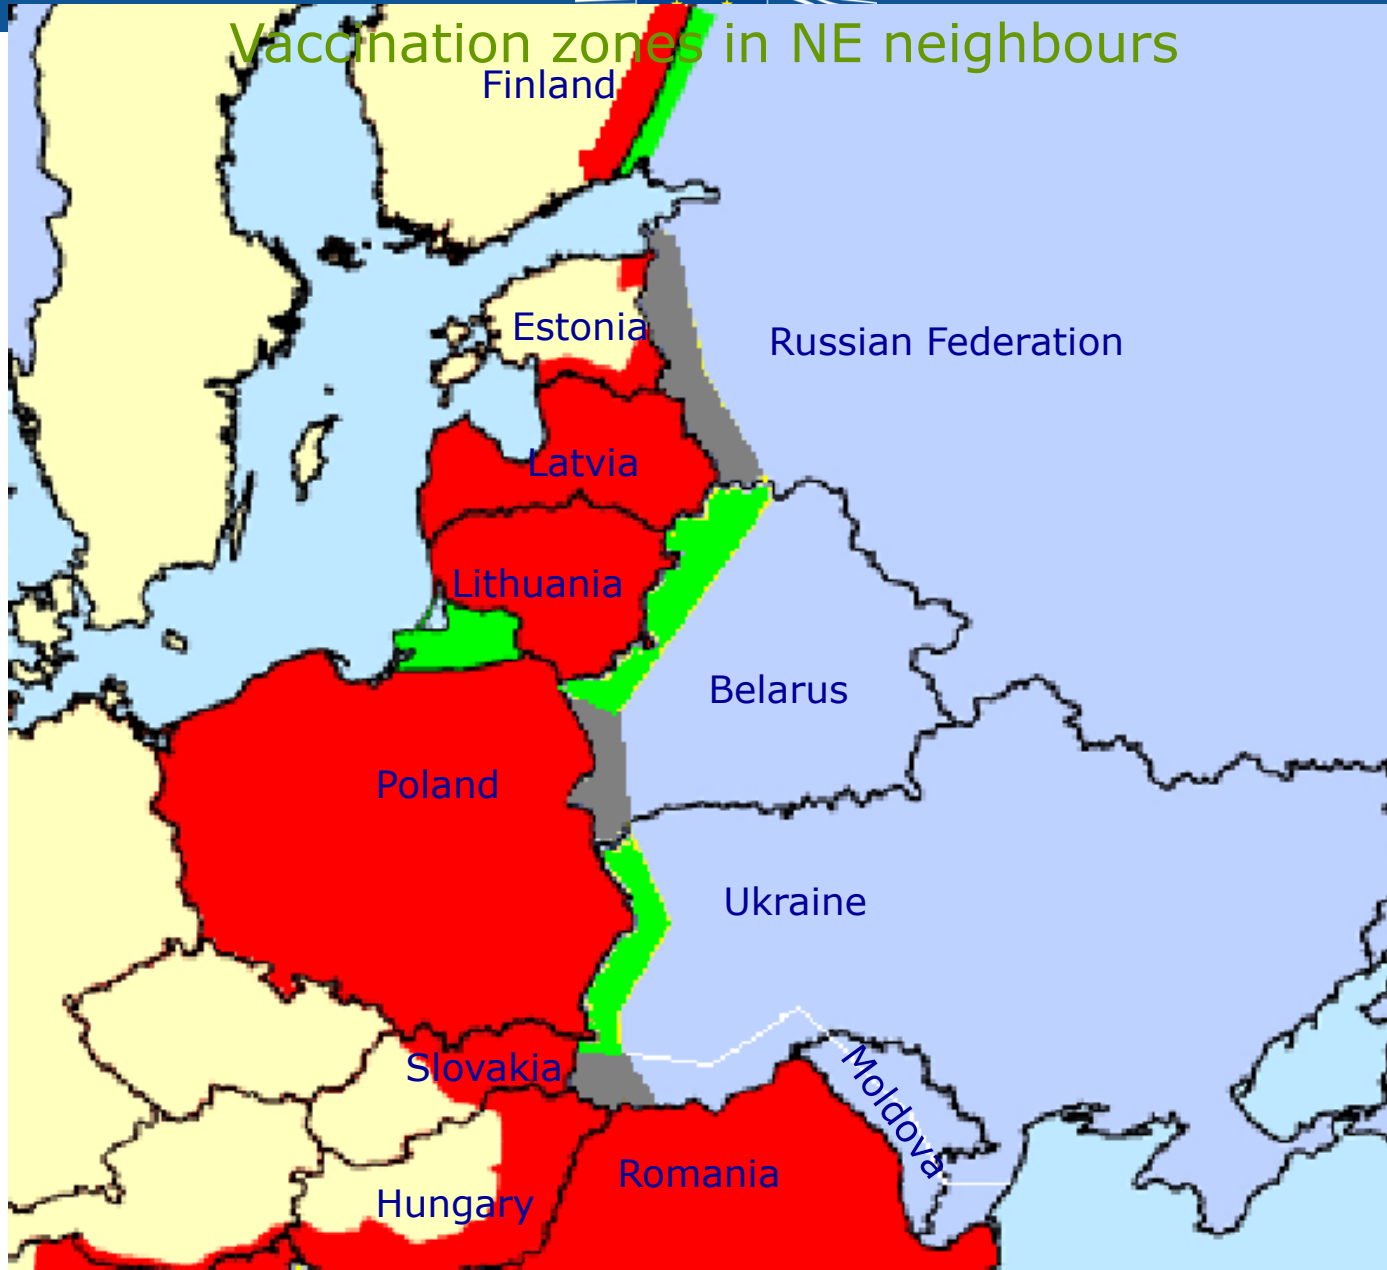 Vaccination zones in NE neighbours
Finland
Estonia
Russian Federation
Latvia
Lithuania
Belarus
Poland
Ukraine
Slovakia
Moldova
Romania
Hungary